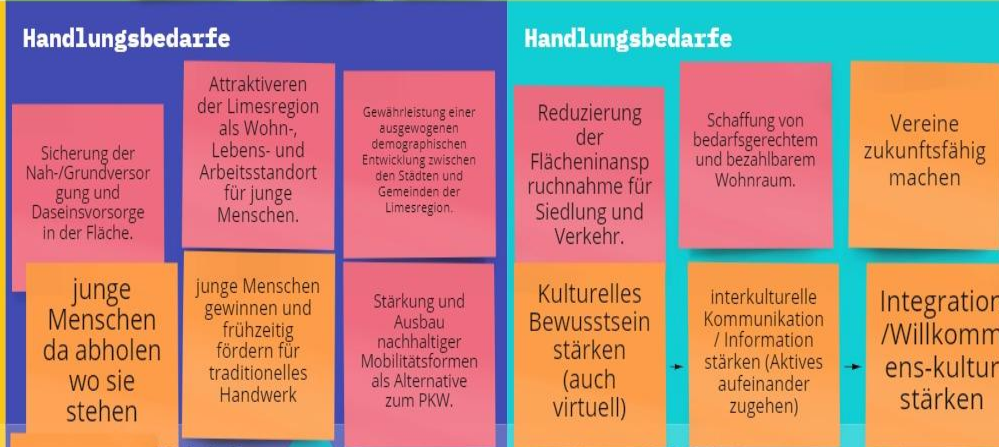 Handlungsbedarfe
Sicherung der
Nah-/Grundversor
gung und
Daseinsvorsorge
in der Fläche.
Attraktiveren
der Limesregion
als Wohn-,
Lebens- und
Arbeitsstandort
für junge
Menschen.
Gewährleistung einer
ausgewogenen
demographischen
Entwicklung zwischen
den Städten und
Gemeinden der
Limesregion.
junge
Menschen
da abholen
wo sie
stehen
junge Menschen
gewinnen und
frühzeitig
fördern für
traditionelles
Handwerk
Stärkung und
Ausbau
nachhaltiger
Mobilitätsformen
als Alternative
zum PKW.
Handlungsbedarfe
Reduzierung
der
Flächeninansp
ruchnahme für
Siedlung und
Verkehr.
Schaffung von
bedarfsgerechtem
und bezahlbarem
Wohnraum.
Vereine
zukunftsfähig
machen
Kulturelles
Bewusstsein
stärken
(auch
virtuell)
interkulturelle
Kommunikation
/ Information
stärken (Aktives
aufeinander
zugehen)
Integration
/Willkomm
ens-kultur
stärken